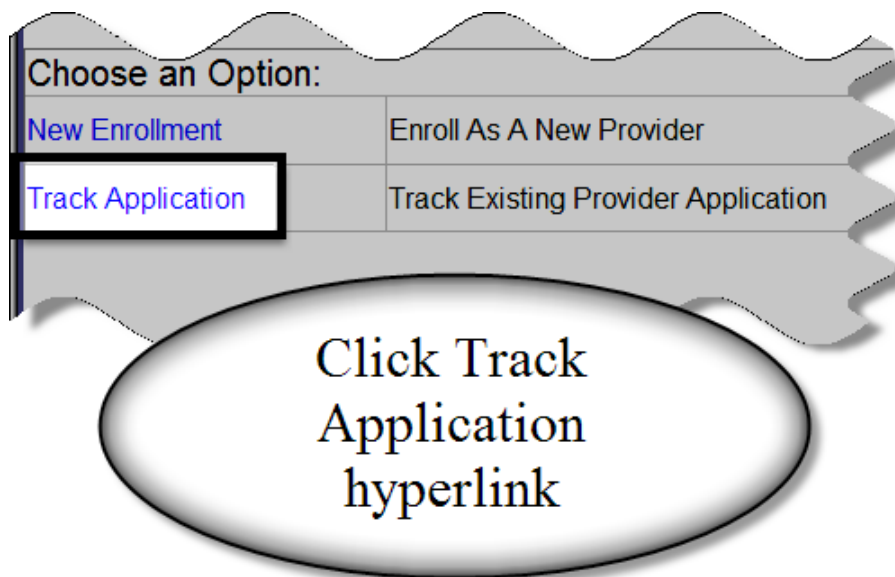 Choose an Option:
New Enrollment Enroll As A New Provider
Track Application Track Existing Provider Application
Click Track
Application
hyperlink